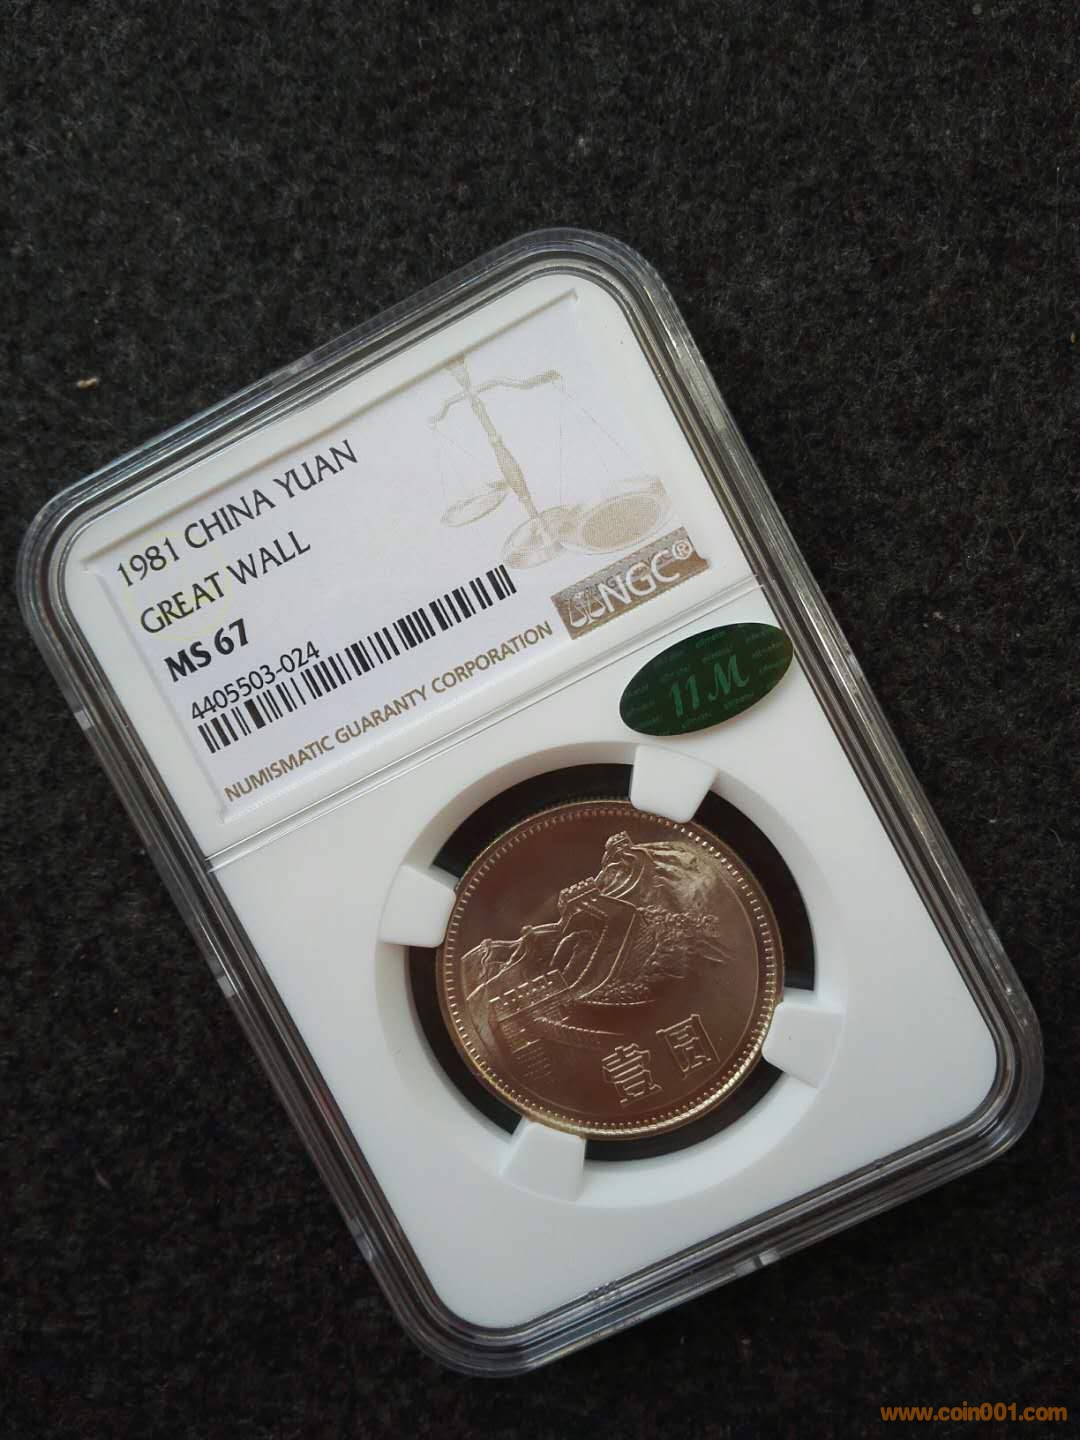 1981 CHINA YUAN
GREAT WALL
MS 67
4405503-024
NGC®
NUMISMATIC GUARANTY CORPORATION
11M
壹圆
www.coin001.com